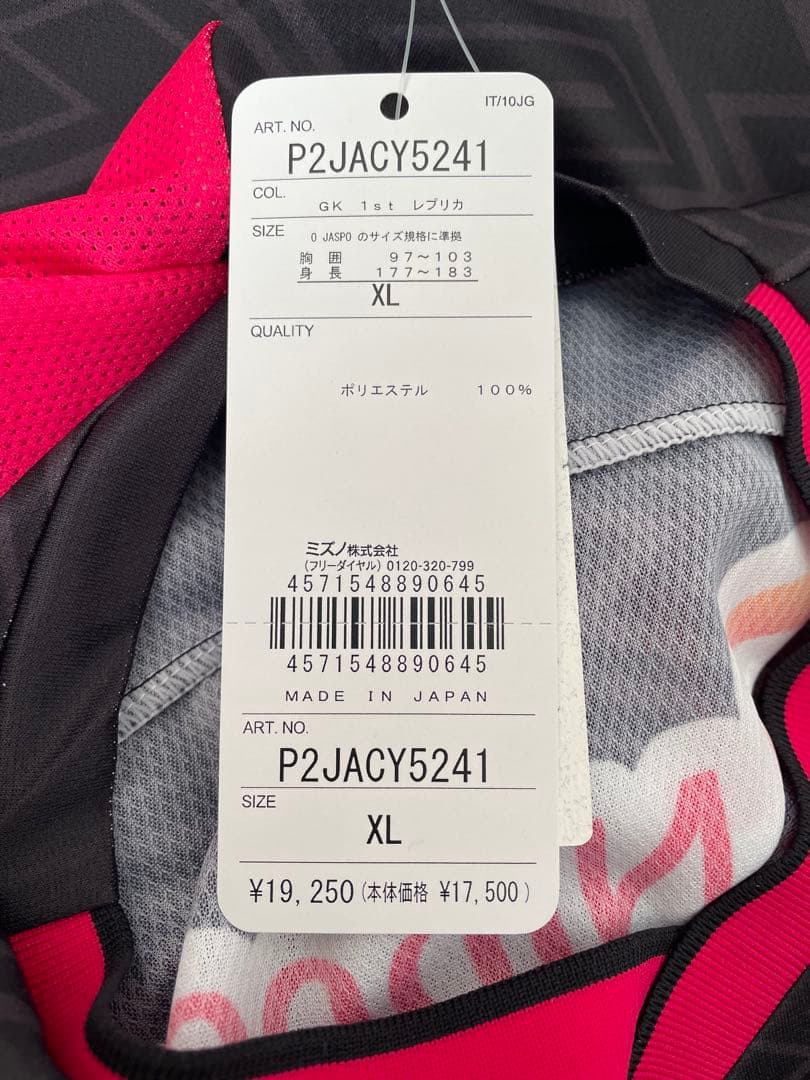 IT/10JG
ART. NO.
P2JACY5241
COL.
GK 1st レプリカ
SIZE
O JASPO のサイズ規格に準拠
胸 囲 97～103
身 長 177～183
XL
QUALITY
ポリエステル 100%
ミズノ株式会社
(フリーダイヤル) 0120-320-799
4571548890645
4571548890645
MADE IN JAPAN
ART. NO.
P2JACY5241
SIZE
XL
¥19,250 (本体価格 ¥17,500)